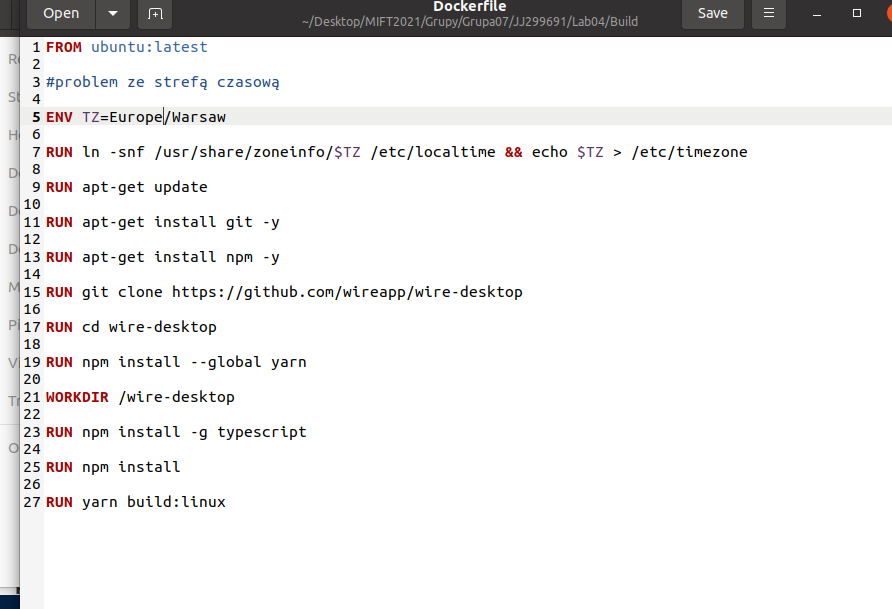 Open
Dockerfile
~/Desktop/MIFT2021/Grupy/Grupa07/JJ299691/Lab04/Build
Save
1 FROM ubuntu:latest
2
3 #problem ze strefą czasową
4
5 ENV TZ=Europe/Warsaw
6
7 RUN ln -snf /usr/share/zoneinfo/$TZ /etc/localtime && echo $TZ > /etc/timezone
8
9 RUN apt-get update
10
11 RUN apt-get install git -y
12
13 RUN apt-get install npm -y
14
15 RUN git clone https://github.com/wireapp/wire-desktop
16
17 RUN cd wire-desktop
18
19 RUN npm install --global yarn
20
21 WORKDIR /wire-desktop
22
23 RUN npm install -g typescript
24
25 RUN npm install
26
27 RUN yarn build:linux